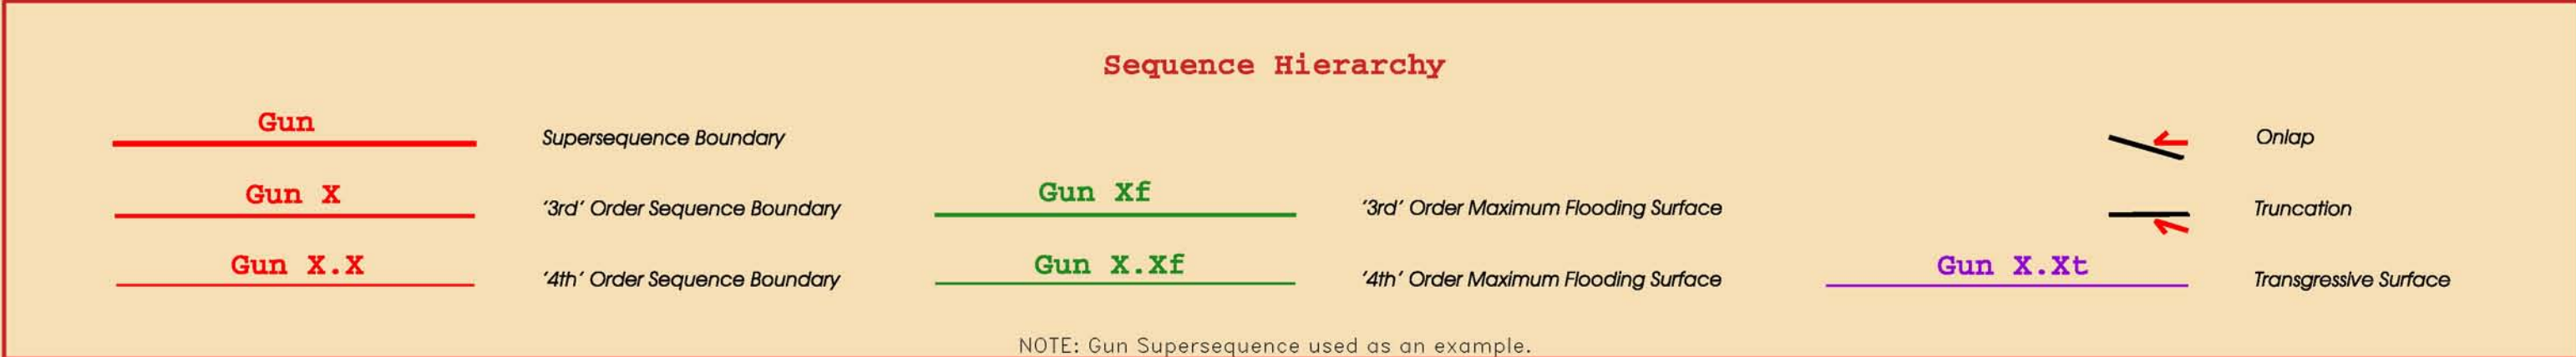 Sequence Hierarchy
Gun
Supersequence Boundary
Onlap
Gun X
'3rd' Order Sequence Boundary
Gun Xf
'3rd' Order Maximum Flooding Surface
Truncation
Gun X.X
'4th' Order Sequence Boundary
Gun X.Xf
'4th' Order Maximum Flooding Surface
Gun X.Xt
Transgressive Surface
NOTE: Gun Supersequence used as an example.